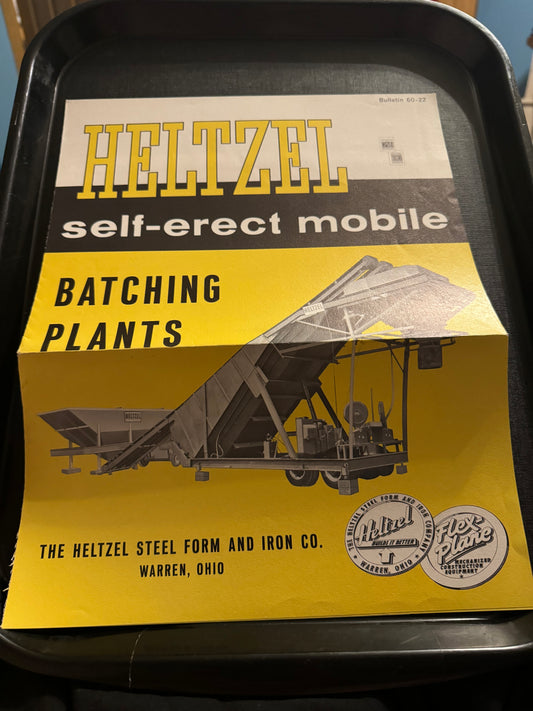 Bulletin 60-22
HELTZEL
self-erect mobile
BATCHING
PLANTS
HELTZEL
HELTZEL
THE HELTZEL STEEL FORM AND IRON CO.
WARREN, OHIO
THE HELTZEL STEEL FORM AND IRON COMPANY
Heltzel
BUILDS IT BETTER
WARREN, OHIO
Flex-
Plane
MECHANIZED
CONSTRUCTION
EQUIPMENT